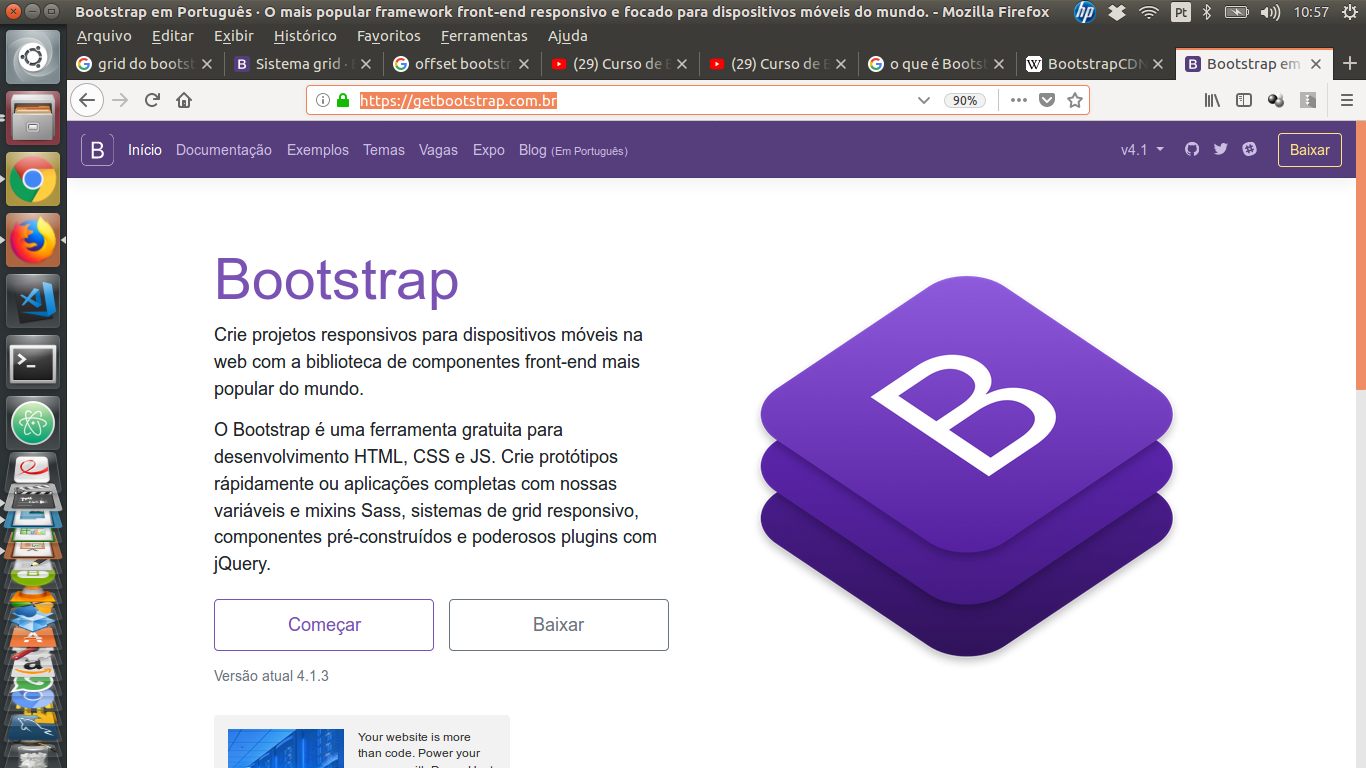 Bootstrap em Português · O mais popular framework front-end responsivo e focado para dispositivos móveis do mundo. - Mozilla Firefox
hp
Pt
10:57
Arquivo Editar Exibir Histórico Favoritos Ferramentas Ajuda
grid do bootst
Sistema grid · B
offset bootstr
(29) Curso de B
(29) Curso de B
o que é Bootst
W BootstrapCDN
B Bootstrap em
https://getbootstrap.com.br
90%
B Início Documentação Exemplos Temas Vagas Expo Blog (Em Português)
v4.1
Baixar
Bootstrap
Crie projetos responsivos para dispositivos móveis na
web com a biblioteca de componentes front-end mais
popular do mundo.
O Bootstrap é uma ferramenta gratuita para
desenvolvimento HTML, CSS e JS. Crie protótipos
rápidamente ou aplicações completas com nossas
variáveis e mixins Sass, sistemas de grid responsivo,
componentes pré-construídos e poderosos plugins com
jQuery.
Começar
Baixar
Versão atual 4.1.3
Your website is more
than code. Power your
B